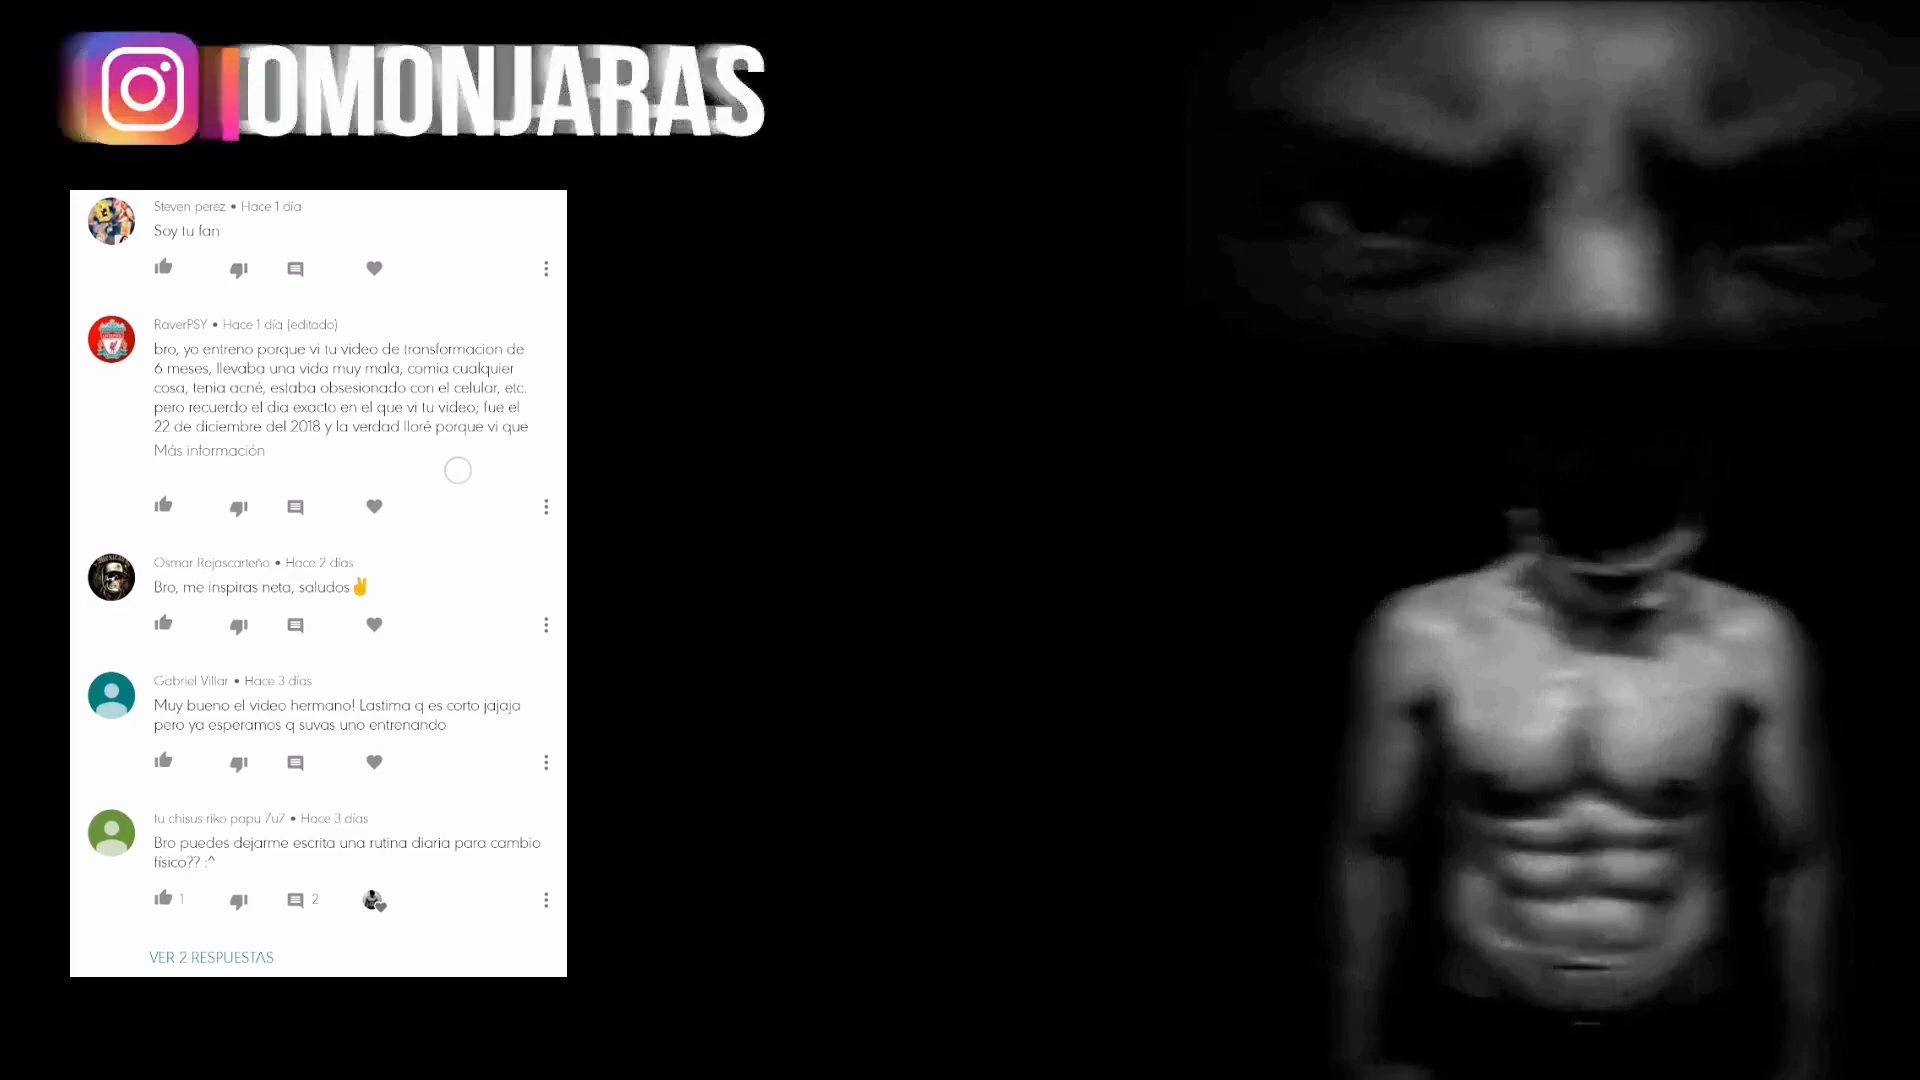 OMONJARAS
Steven perez • Hace 1 día
Soy tu fan
RaverPSY • Hace 1 día (editado)
bro, yo entreno porque vi tu video de transformacion de
6 meses, llevaba una vida muy mala, comia cualquier
cosa, tenia acné, estaba obsesionado con el celular, etc.
pero recuerdo el dia exacto en el que vi tu video; fue el
22 de diciembre del 2018 y la verdad lloré porque vi que
Más información
Osmar Rojascarteño • Hace 2 días
Bro, me inspiras neta, saludos✌
Gabriel Villar • Hace 3 días
Muy bueno el video hermano! Lastima q es corto jajaja
pero ya esperamos q suvas uno entrenando
tu chisus riko papu 7u7 • Hace 3 días
Bro puedes dejarme escrita una rutina diaria para cambio
físico?? :^
1 2
VER 2 RESPUESTAS